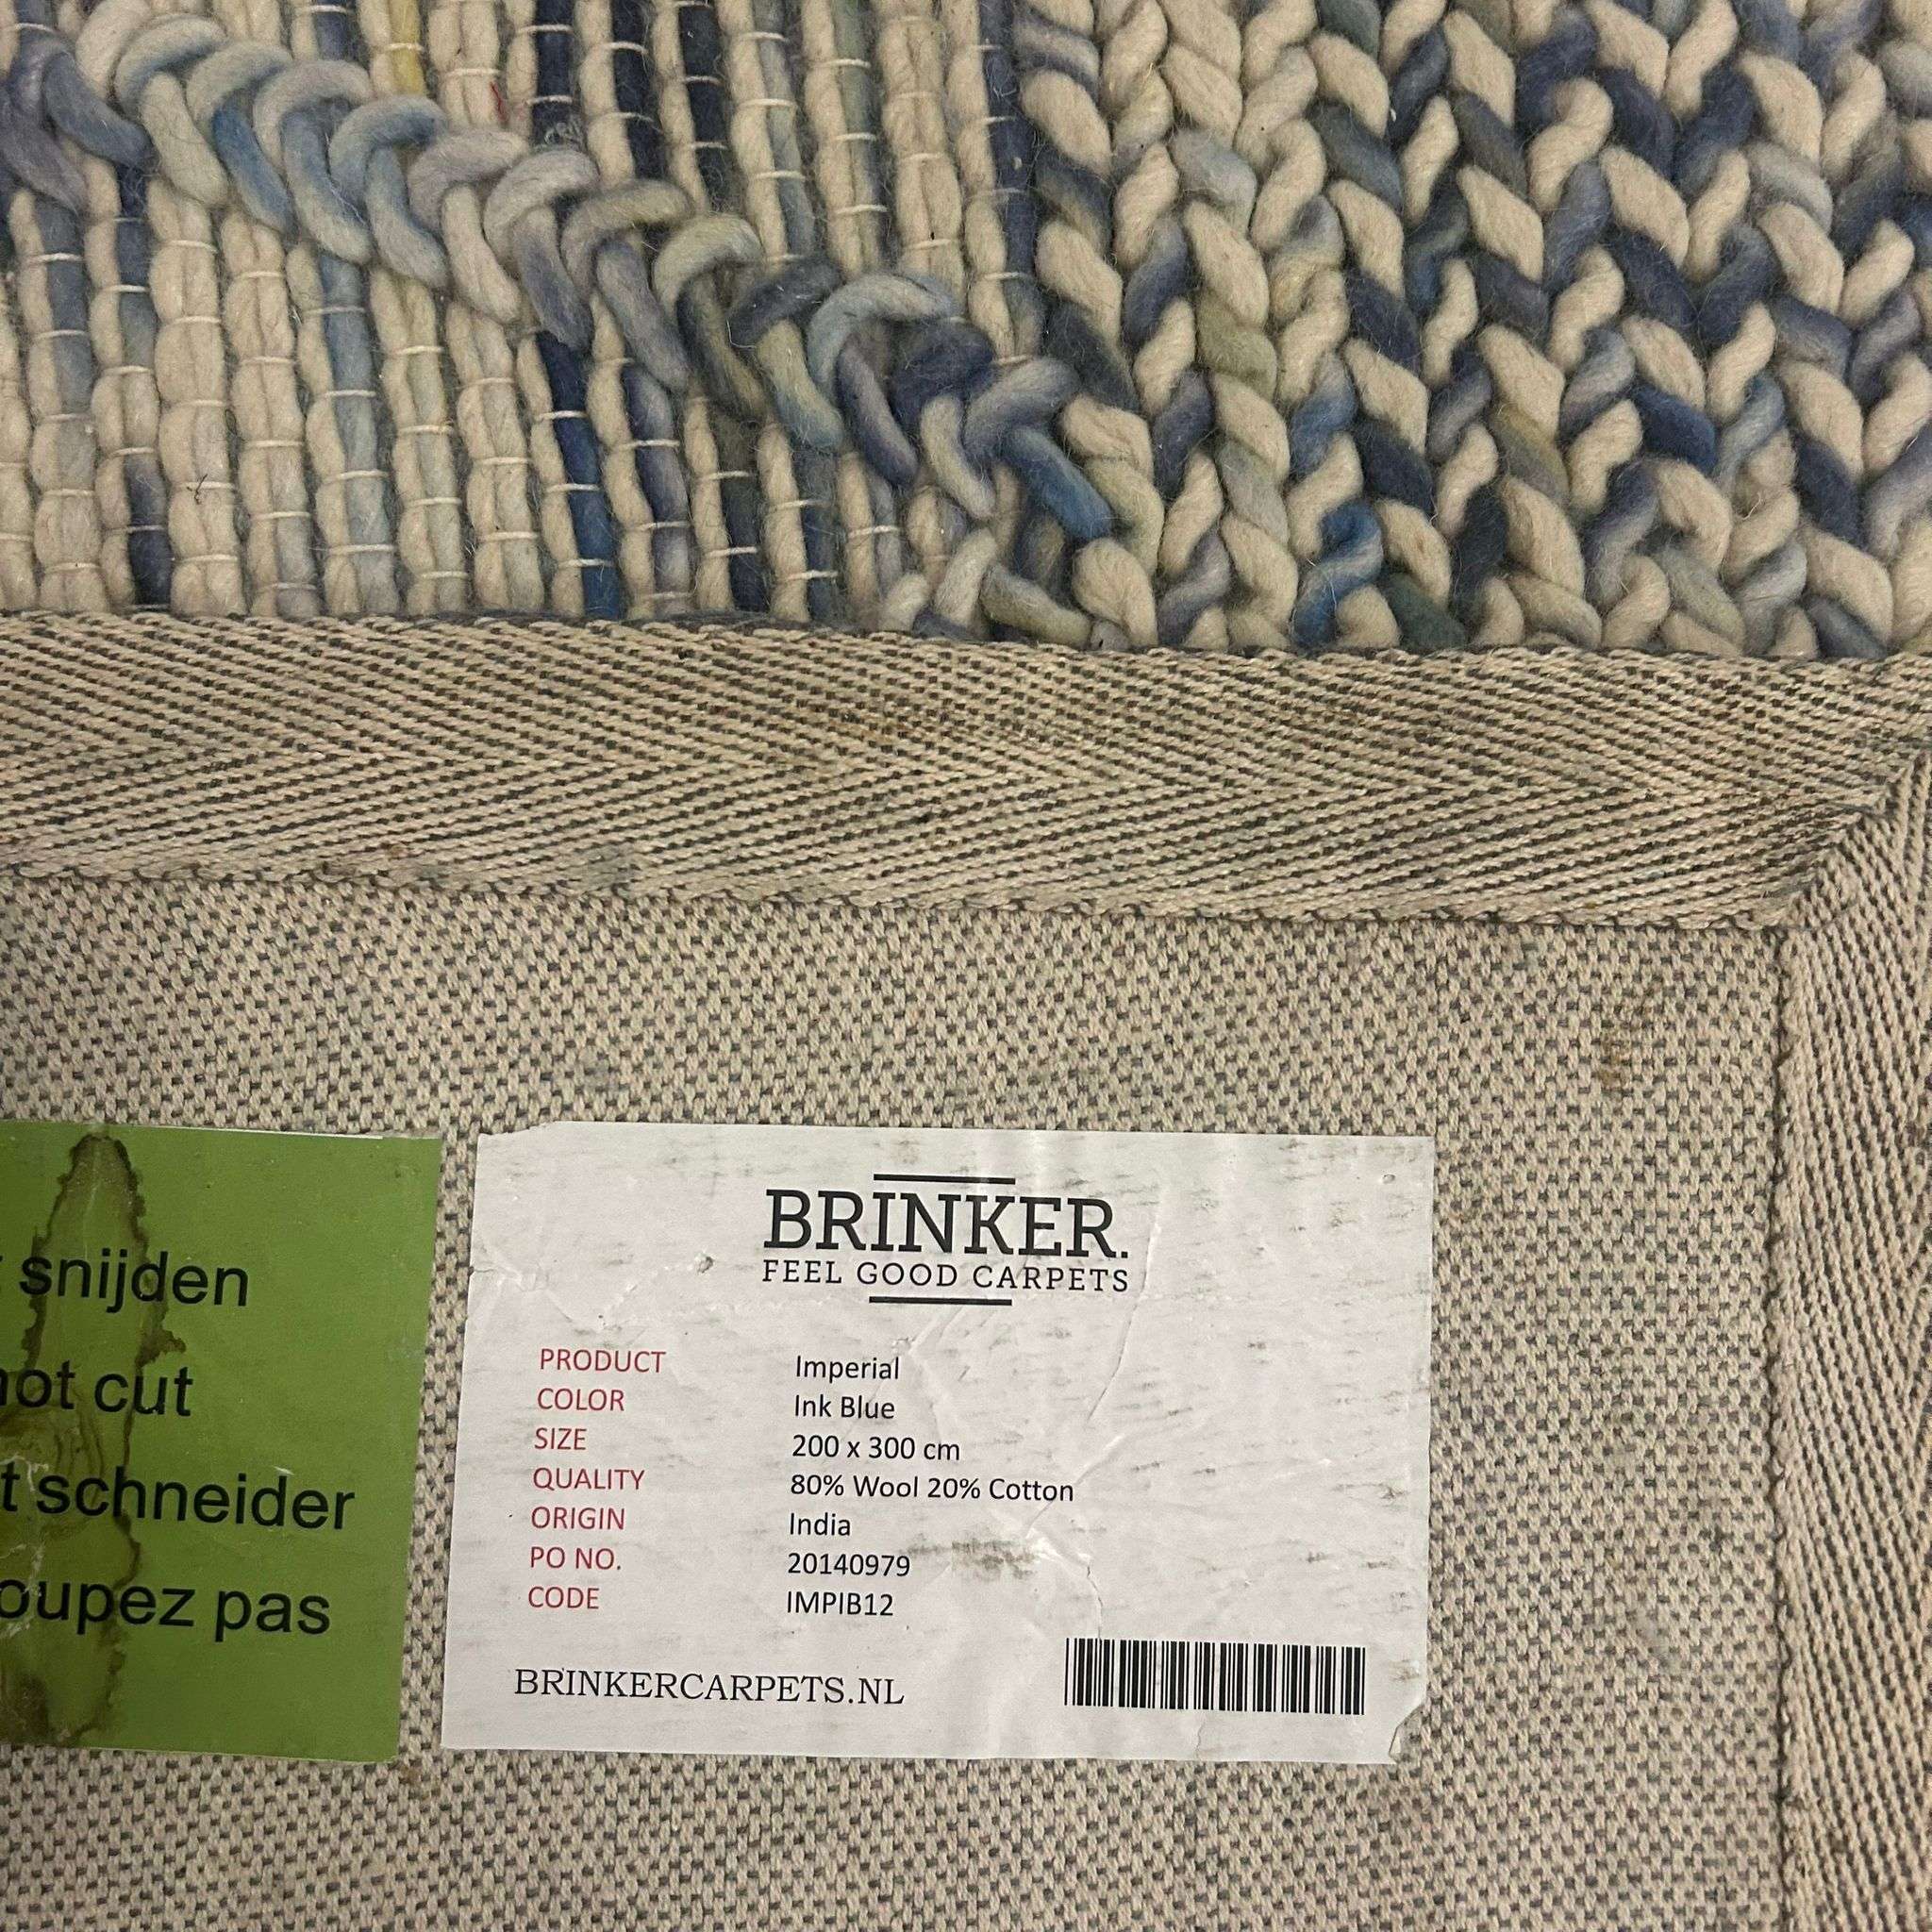 snijden
not cut
schneider
oupez pas
BRINKER.
FEEL GOOD CARPETS
PRODUCT Imperial
COLOR Ink Blue
SIZE 200 x 300 cm
QUALITY 80% Wool 20% Cotton
ORIGIN India
PO NO. 20140979
CODE IMPIB12
BRINKERCARPETS.NL